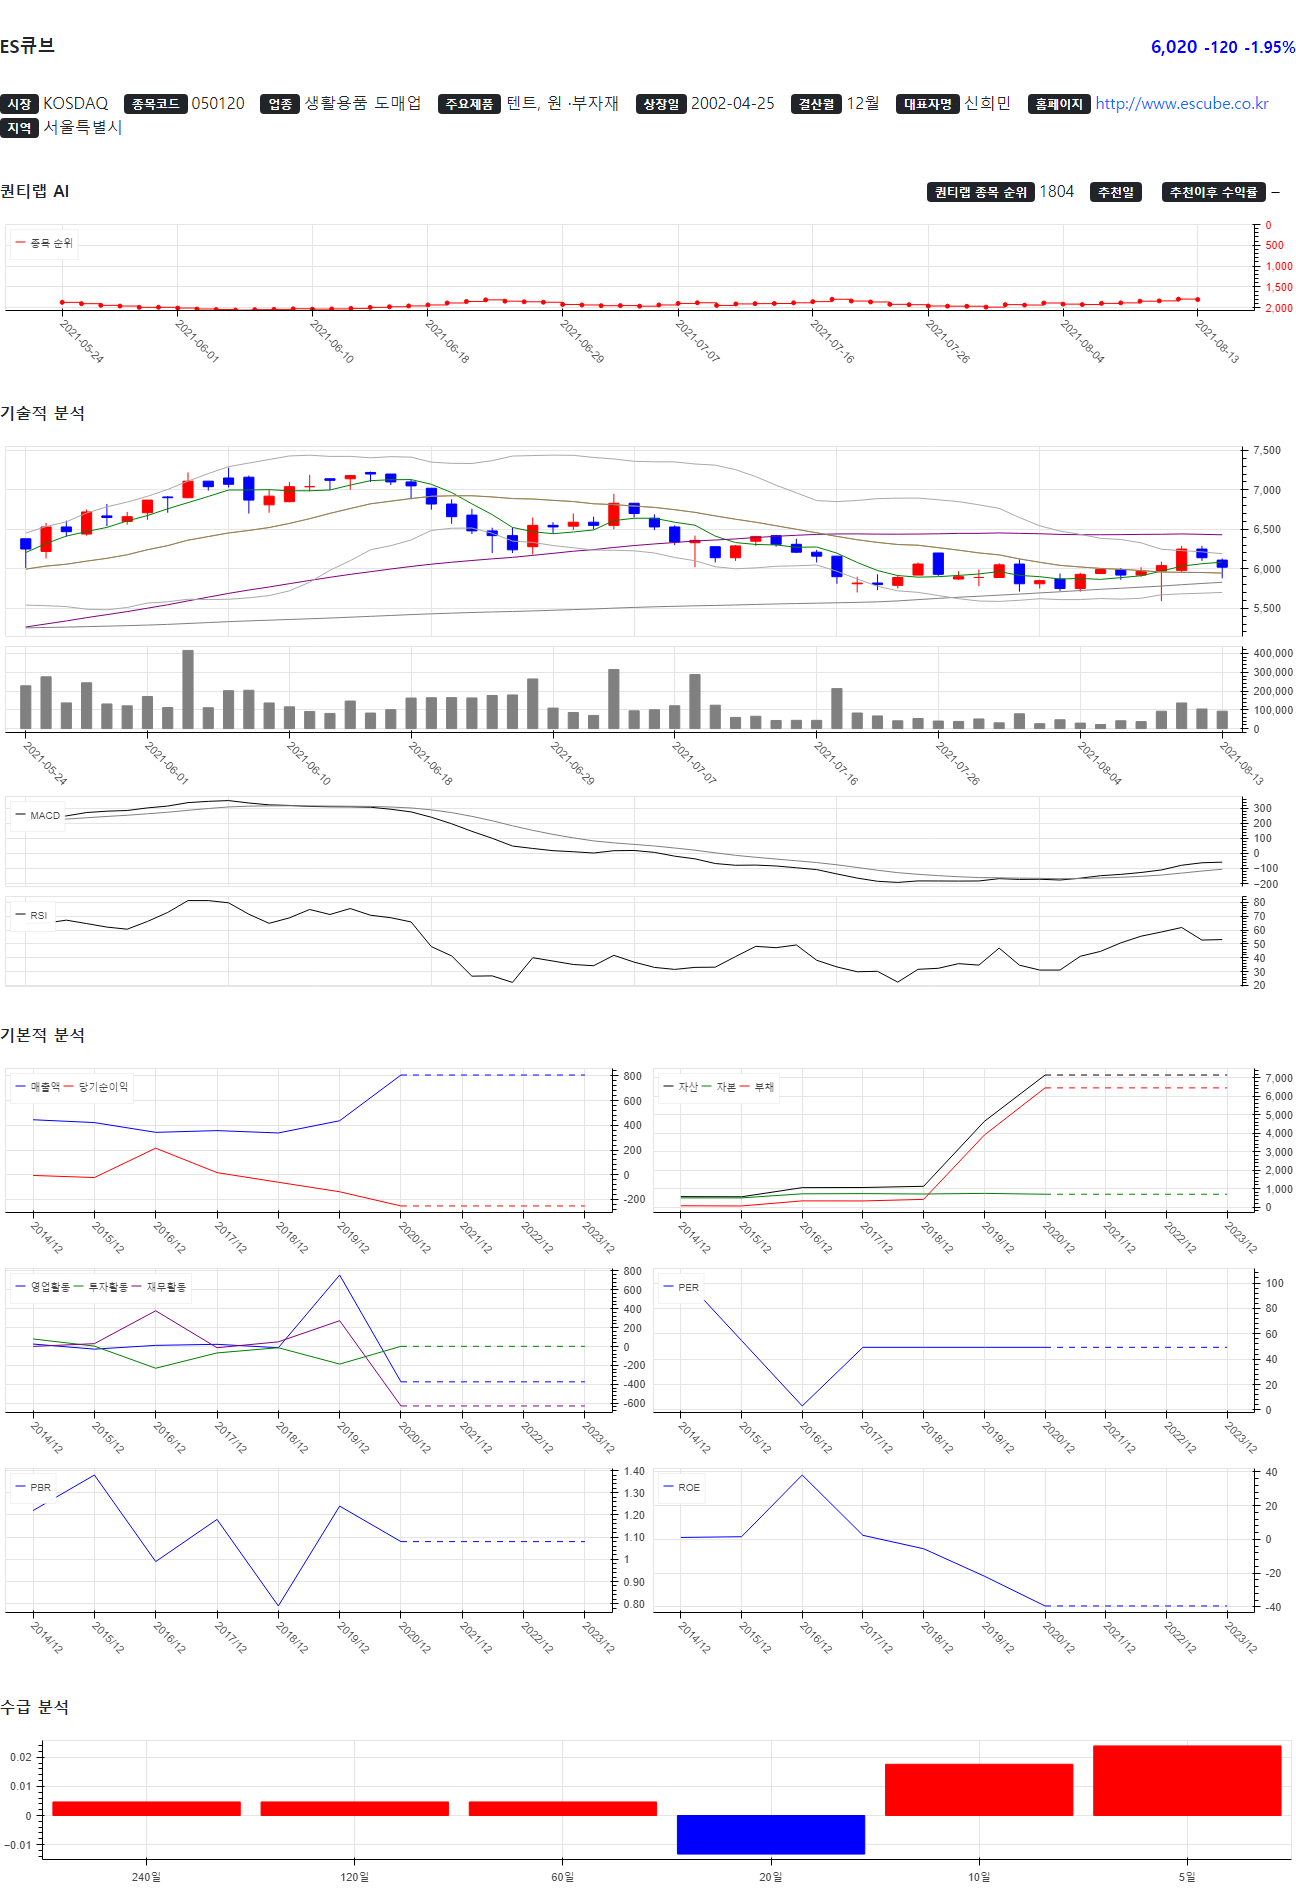 ES큐브 6,020 -120 -1.95%
시장 KOSDAQ 종목코드 050120 업종 생활용품 도매업 주요제품 텐트, 원 ·부자재 상장일 2002-04-25 결산월 12월 대표자명 신희민 홈페이지 http://www.escube.co.kr
지역 서울특별시
퀀티랩 AI 퀀티랩 종목 순위 1804 추천일 추천이후 수익률 –
종목 순위
0
500
1,000
1,500
2,000
2021-05-24 2021-06-01 2021-06-10 2021-06-18 2021-06-29 2021-07-07 2021-07-16 2021-07-26 2021-08-04 2021-08-13
기술적 분석
7,500
7,000
6,500
6,000
5,500
400,000
300,000
200,000
100,000
0
2021-05-24 2021-06-01 2021-06-10 2021-06-18 2021-06-29 2021-07-07 2021-07-16 2021-07-26 2021-08-04 2021-08-13
MACD
300
200
100
0
-100
-200
RSI
80
70
60
50
40
30
20
기본적 분석
매출액 당기순이익
800
600
400
200
0
-200
2014/12 2015/12 2016/12 2017/12 2018/12 2019/12 2020/12 2021/12 2022/12 2023/12
자산 자본 부채
7,000
6,000
5,000
4,000
3,000
2,000
1,000
0
2014/12 2015/12 2016/12 2017/12 2018/12 2019/12 2020/12 2021/12 2022/12 2023/12
영업활동 투자활동 재무활동
800
600
400
200
0
-200
-400
-600
2014/12 2015/12 2016/12 2017/12 2018/12 2019/12 2020/12 2021/12 2022/12 2023/12
PER
100
80
60
40
20
0
2014/12 2015/12 2016/12 2017/12 2018/12 2019/12 2020/12 2021/12 2022/12 2023/12
PBR
1.40
1.30
1.20
1.10
1
0.90
0.80
2014/12 2015/12 2016/12 2017/12 2018/12 2019/12 2020/12 2021/12 2022/12 2023/12
ROE
40
20
0
-20
-40
2014/12 2015/12 2016/12 2017/12 2018/12 2019/12 2020/12 2021/12 2022/12 2023/12
수급 분석
0.02
0.01
0
-0.01
240일 120일 60일 20일 10일 5일